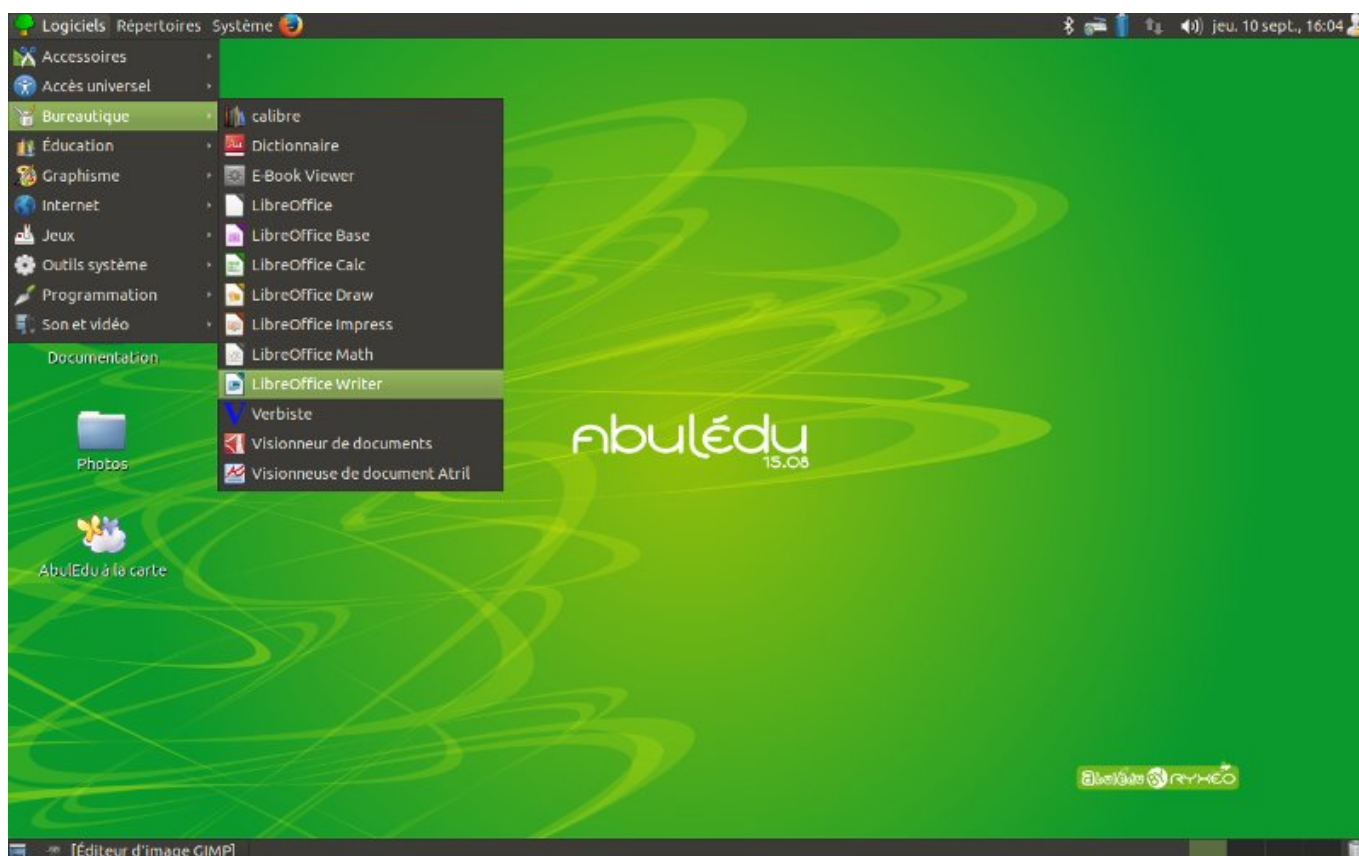 Logiciels Répertoires Système
jeu. 10 sept., 16:04
Accessoires
Accès universel
Bureautique
Éducation
Graphisme
Internet
Jeux
Outils système
Programmation
Son et vidéo
calibre
Dictionnaire
E-Book Viewer
LibreOffice
LibreOffice Base
LibreOffice Calc
LibreOffice Draw
LibreOffice Impress
LibreOffice Math
LibreOffice Writer
Verbiste
Visionneur de documents
Visionneuse de document Atril
Documentation
Photos
AbulEdu à la carte
abulédu
15.08
abulédu RYXÉO
[Éditeur d'image GIMP]